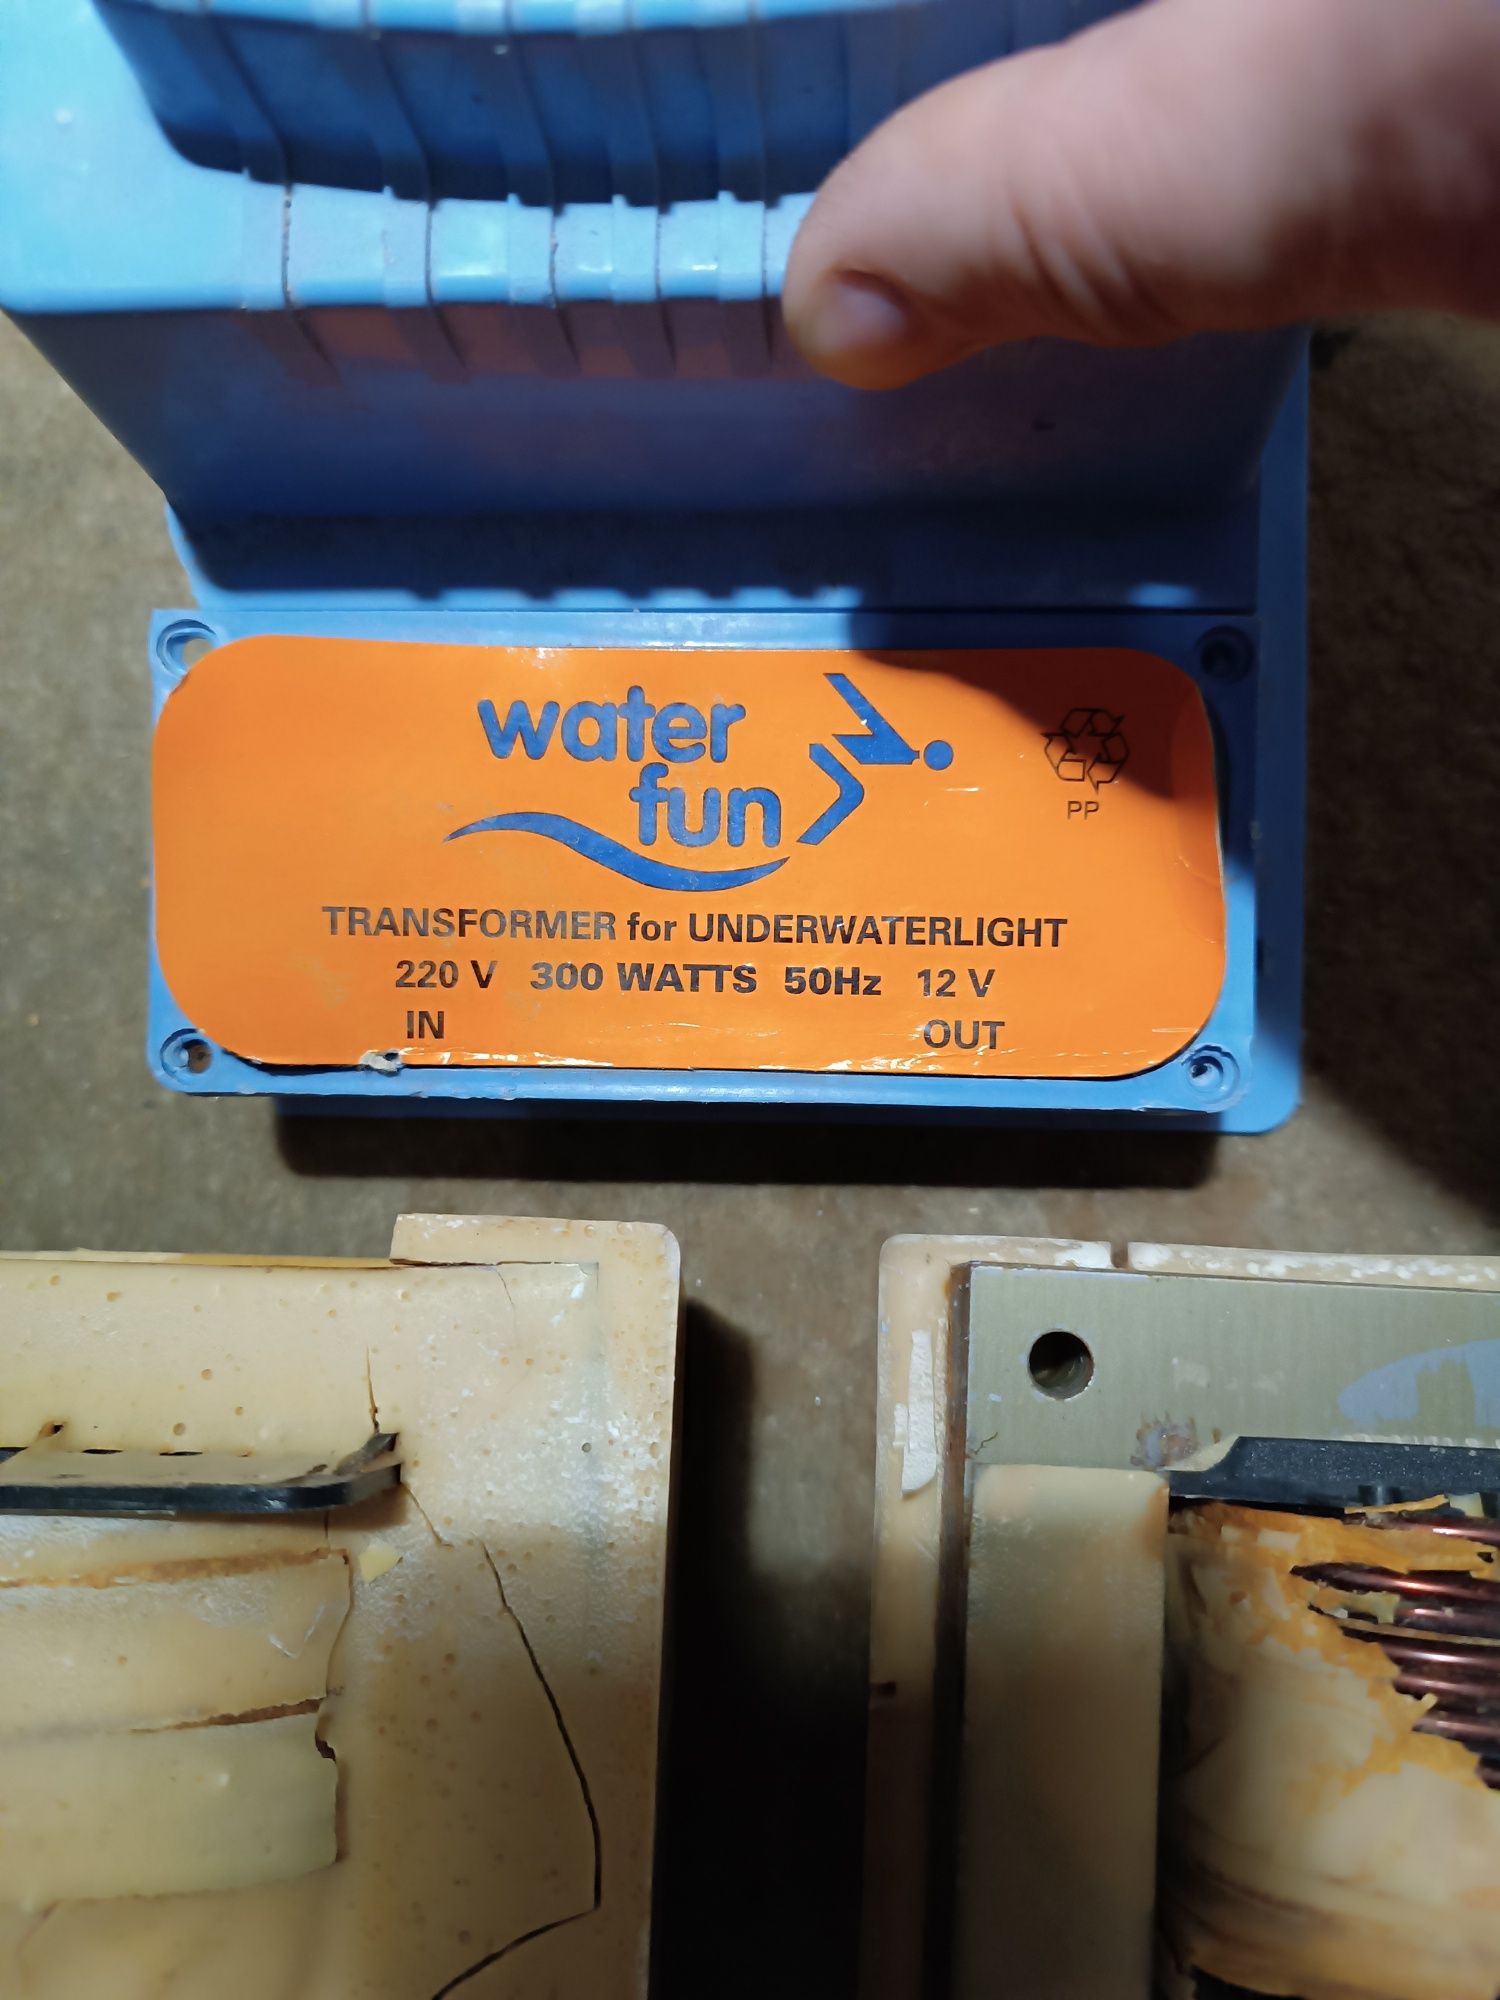 water
fun
PP
TRANSFORMER for UNDERWATERLIGHT
220 V 300 WATTS 50Hz 12 V
IN OUT